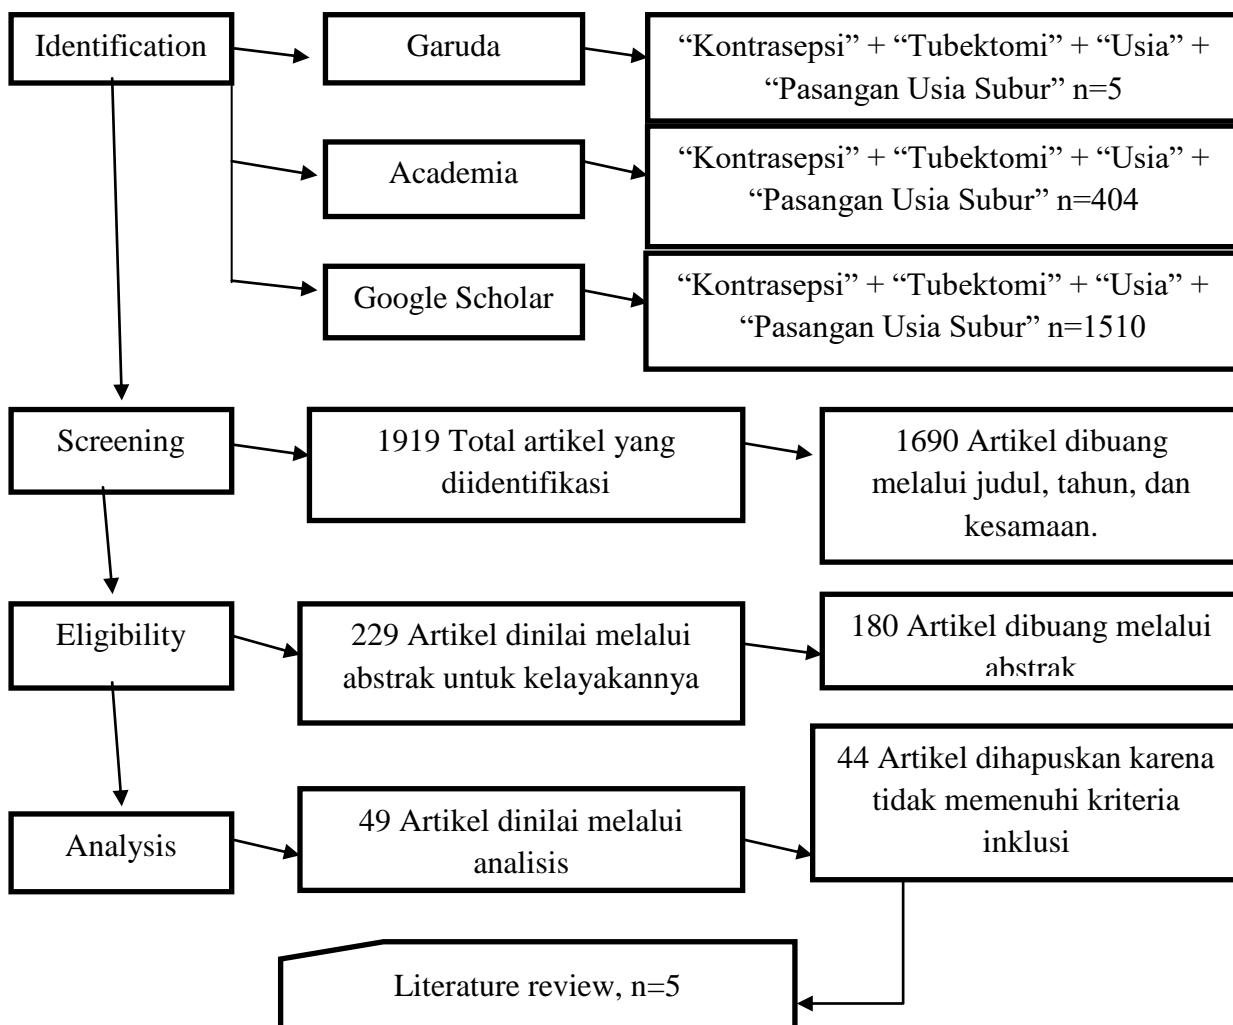 Identification
Garuda
“Kontrasepsi” + “Tubektomi” + “Usia” +
“Pasangan Usia Subur” n=5
Academia
“Kontrasepsi” + “Tubektomi” + “Usia” +
“Pasangan Usia Subur” n=404
Google Scholar
“Kontrasepsi” + “Tubektomi” + “Usia” +
“Pasangan Usia Subur” n=1510
Screening
1919 Total artikel yang
diidentifikasi
1690 Artikel dibuang
melalui judul, tahun, dan
kesamaan.
Eligibility
229 Artikel dinilai melalui
abstrak untuk kelayakannya
180 Artikel dibuang melalui
abstrak
Analysis
49 Artikel dinilai melalui
analisis
44 Artikel dihapuskan karena
tidak memenuhi kriteria
inklusi
Literature review, n=5